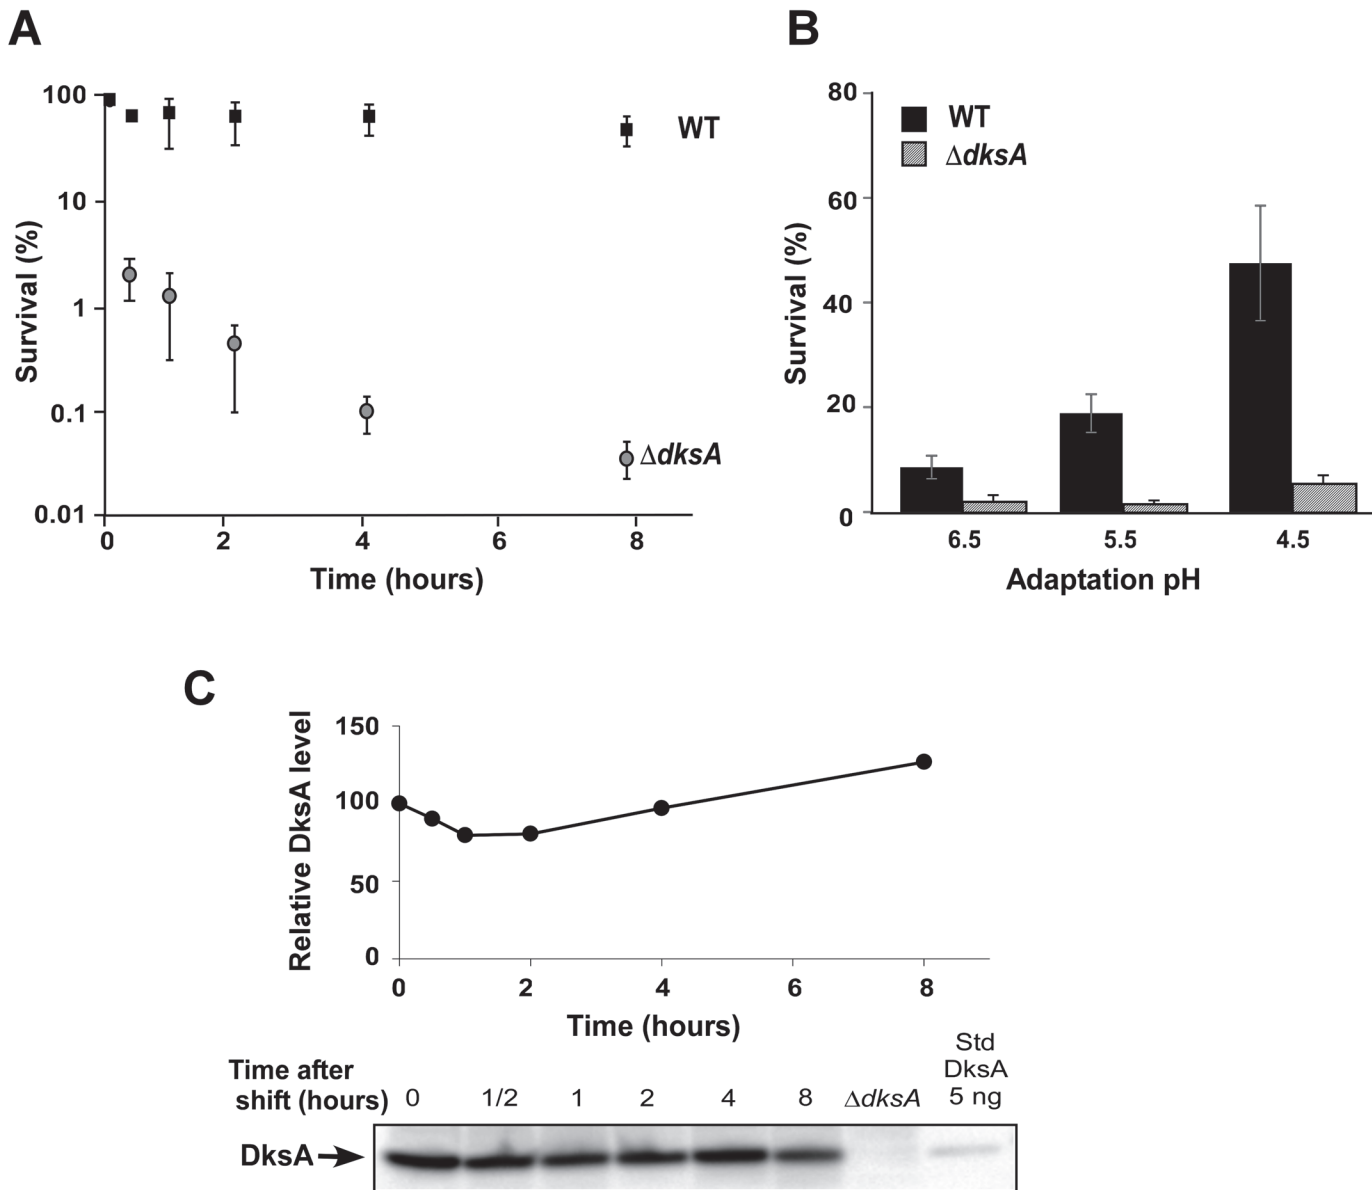 A
100
10
1
0.1
0.01
Survival (%)
WT
ΔdksA
0 2 4 6 8
Time (hours)
B
80
60
40
20
0
Survival (%)
WT
ΔdksA
6.5 5.5 4.5
Adaptation pH
C
150
100
50
0
Relative DksA level
0 2 4 6 8
Time (hours)
Time after
shift (hours) 0 1/2 1 2 4 8 ΔdksA
Std
DksA
5 ng
DksA